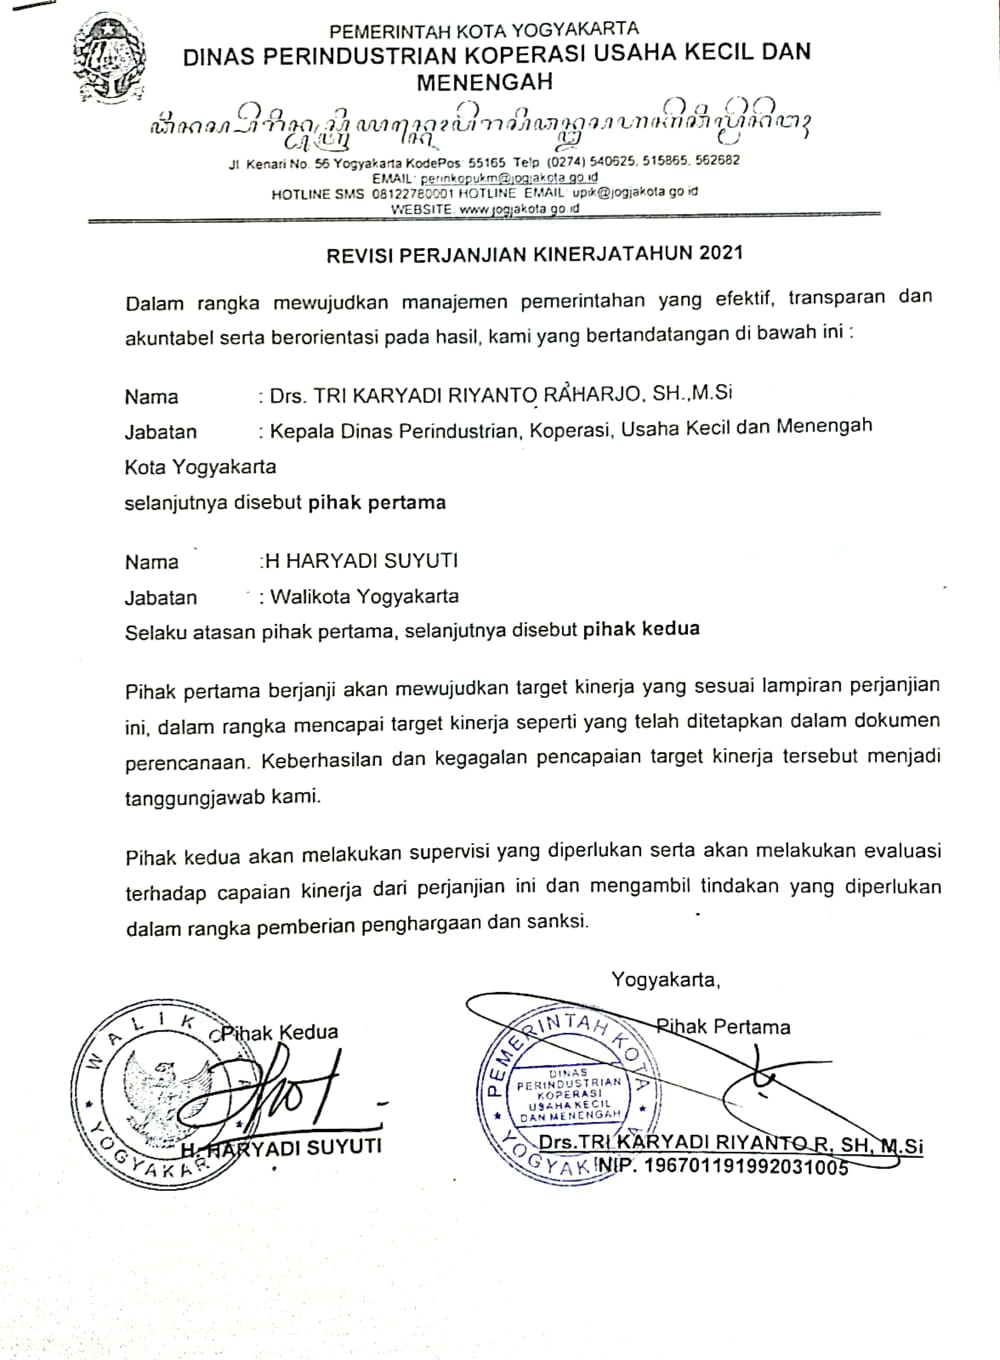 PEMERINTAH KOTA YOGYAKARTA
DINAS PERINDUSTRIAN KOPERASI USAHA KECIL DAN
MENENGAH
Jl. Kenari No. 56 Yogyakarta KodePos: 55165 Telp. (0274) 540625, 515865, 562682
EMAIL: perinkopukm@jogjakota.go.id
HOTLINE SMS 08122780001 HOTLINE EMAIL: upik@jogjakota.go.id
WEBSITE: www.jogjakota.go.id
REVISI PERJANJIAN KINERJATAHUN 2021
Dalam rangka mewujudkan manajemen pemerintahan yang efektif, transparan dan
akuntabel serta berorientasi pada hasil, kami yang bertandatangan di bawah ini :
Nama : Drs. TRI KARYADI RIYANTO RAHARJO, SH.,M.Si
Jabatan : Kepala Dinas Perindustrian, Koperasi, Usaha Kecil dan Menengah
Kota Yogyakarta
selanjutnya disebut pihak pertama
Nama :H HARYADI SUYUTI
Jabatan : Walikota Yogyakarta
Selaku atasan pihak pertama, selanjutnya disebut pihak kedua
Pihak pertama berjanji akan mewujudkan target kinerja yang sesuai lampiran perjanjian
ini, dalam rangka mencapai target kinerja seperti yang telah ditetapkan dalam dokumen
perencanaan. Keberhasilan dan kegagalan pencapaian target kinerja tersebut menjadi
tanggungjawab kami.
Pihak kedua akan melakukan supervisi yang diperlukan serta akan melakukan evaluasi
terhadap capaian kinerja dari perjanjian ini dan mengambil tindakan yang diperlukan
dalam rangka pemberian penghargaan dan sanksi.
Yogyakarta,
Pihak Kedua
Pihak Pertama
PEMERINTAH KOTA
DINAS
PERINDUSTRIAN
KOPERASI
USAHA KECIL
DAN MENENGAH
H. HARYADI SUYUTI
Drs.TRI KARYADI RIYANTO R, SH, M.Si
NIP. 196701191992031005